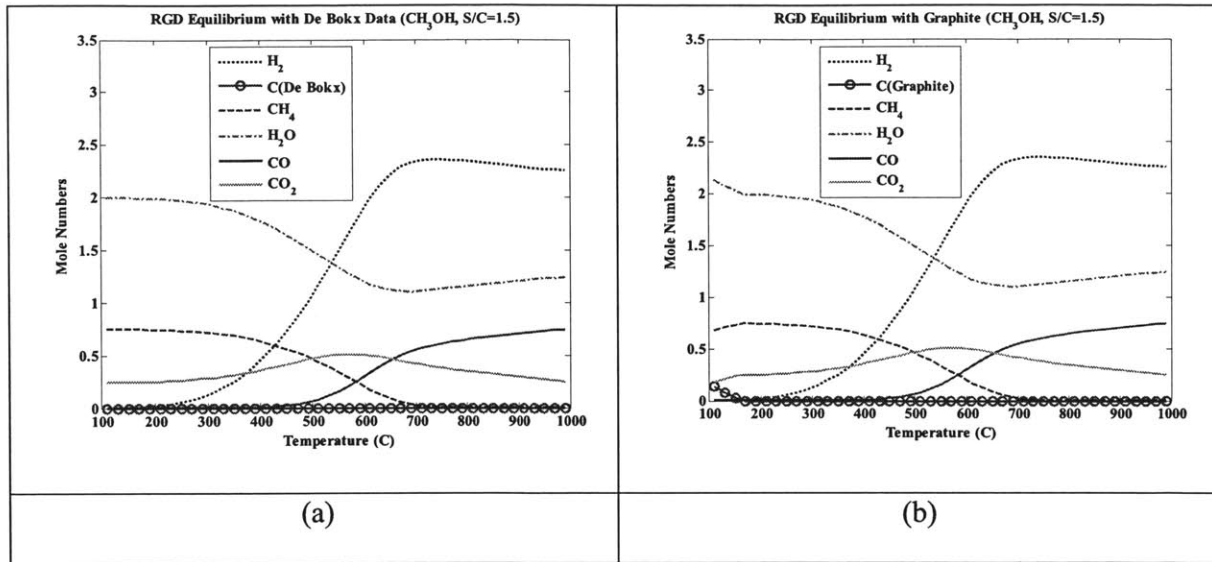 RGD Equilibrium with De Bokx Data (CH3OH, S/C=1.5)
3.5
3
2.5
2
1.5
1
0.5
0
Mole Numbers
H2
C(De Bokx)
CH4
H2O
CO
CO2
100 200 300 400 500 600 700 800 900 1000
Temperature (C)
(a)
RGD Equilibrium with Graphite (CH3OH, S/C=1.5)
3.5
3
2.5
2
1.5
1
0.5
0
Mole Numbers
H2
C(Graphite)
CH4
H2O
CO
CO2
100 200 300 400 500 600 700 800 900 1000
Temperature (C)
(b)